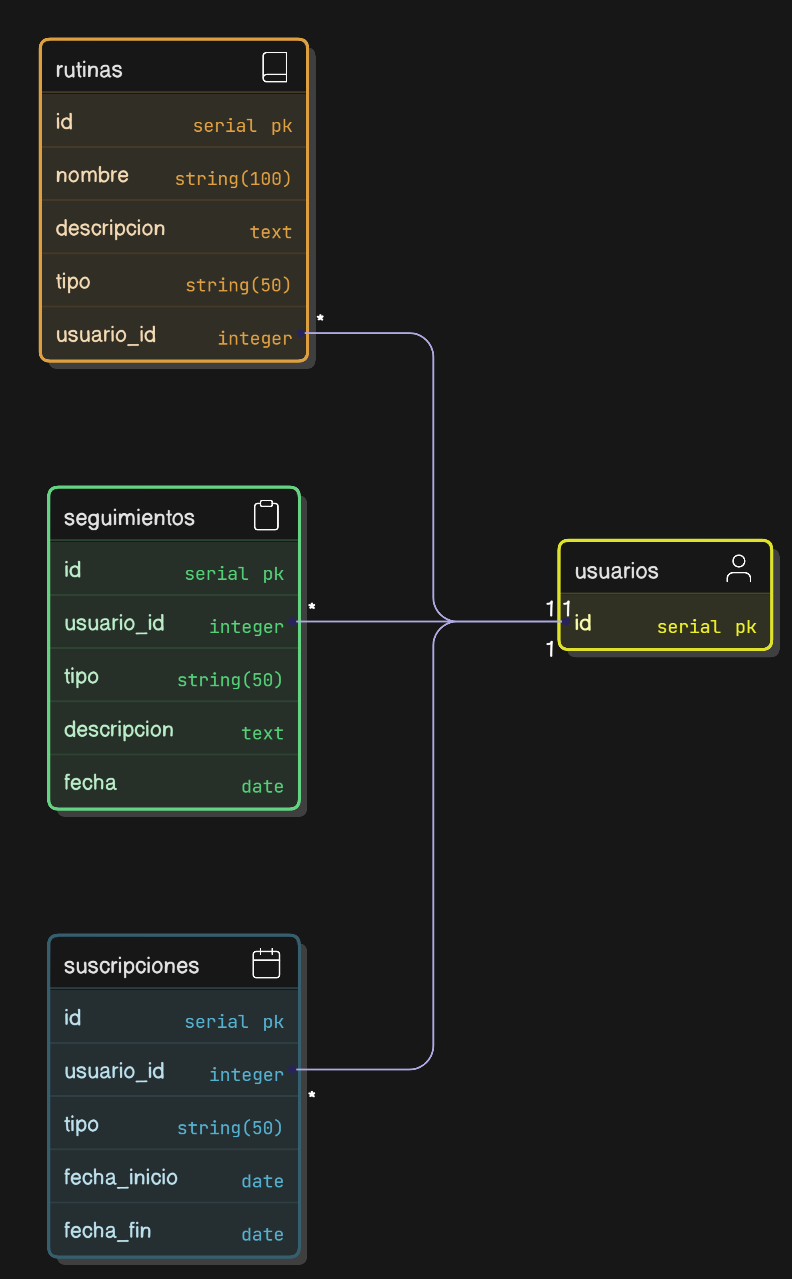 rutinas
id serial pk
nombre string(100)
descripcion text
tipo string(50)
usuario_id integer
*
seguimientos
id serial pk
usuario_id integer
*
tipo string(50)
descripcion text
fecha date
usuarios
1 1
id serial pk
1
suscripciones
id serial pk
usuario_id integer
*
tipo string(50)
fecha_inicio date
fecha_fin date